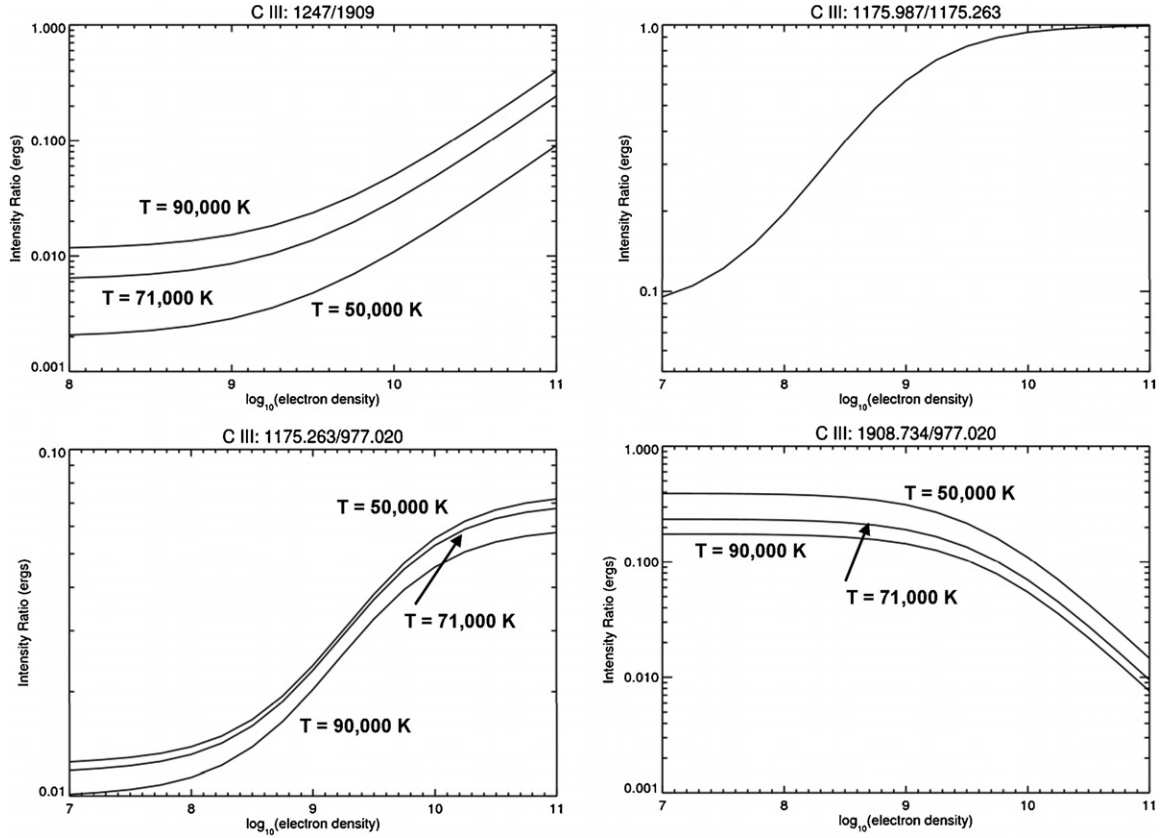 C III: 1247/1909
Intensity Ratio (ergs)
1.000
0.100
0.010
0.001
T = 90,000 K
T = 71,000 K
T = 50,000 K
8
9
10
11
log10(electron density)
C III: 1175.987/1175.263
Intensity Ratio (ergs)
1.0
0.1
7
8
9
10
11
log10(electron density)
C III: 1175.263/977.020
Intensity Ratio (ergs)
0.10
0.01
T = 50,000 K
T = 71,000 K
T = 90,000 K
7
8
9
10
11
log10(electron density)
C III: 1908.734/977.020
Intensity Ratio (ergs)
1.000
0.100
0.010
0.001
T = 50,000 K
T = 90,000 K
T = 71,000 K
7
8
9
10
11
log10(electron density)